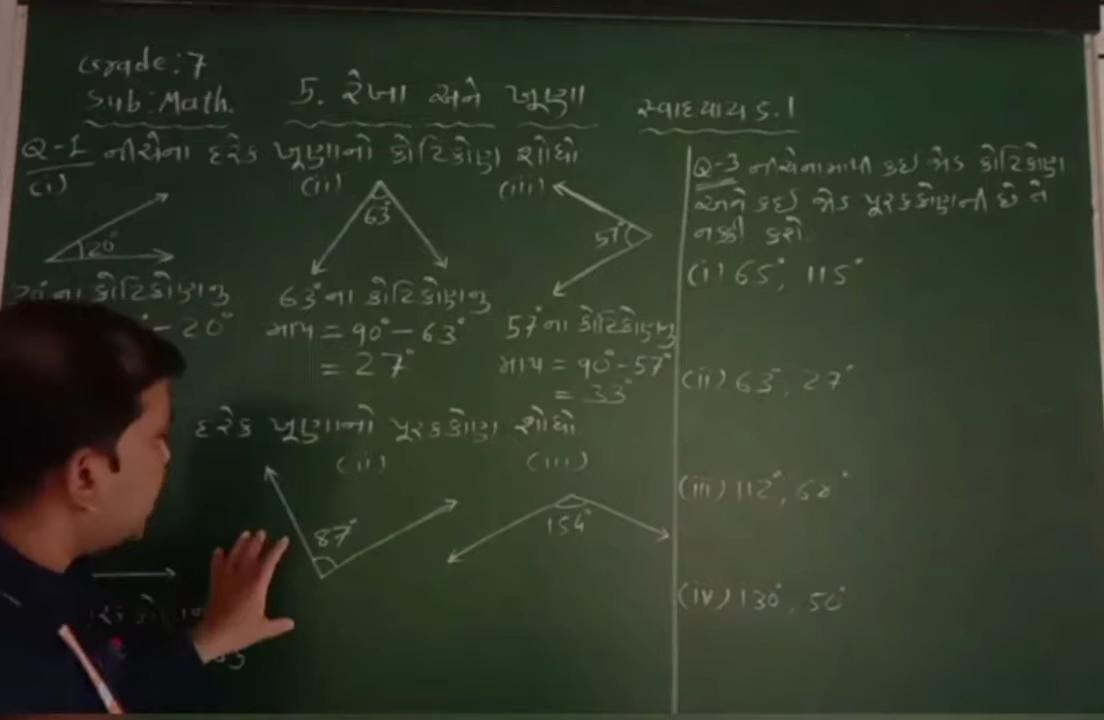 Grade: 7
Sub: Math.
5. રેખા અને ખૂણા
સ્વાધ્યાય 5.1
Q-1 નીચેના દરેક ખૂણાનો કોટિકોણ શોધો
(i)
20°
(ii)
63°
(iii)
57°
20° ના કોટિકોણનુ
- 20°
63° ના કોટિકોણનુ
માપ = 90° - 63°
= 27°
57° ના કોટિકોણનુ
માપ = 90° - 57°
= 33°
દરેક ખૂણાનો પૂરકકોણ શોધો
(ii)
87°
(iii)
154°
Q-3 નીચેનામાંથી કઈ જોડ કોટિકોણ
અને કઈ જોડ પૂરકકોણની છે તે
નક્કી કરો.
(i) 65°, 115°
(ii) 63°, 27°
(iii) 112°, 68°
(iv) 130°, 50°